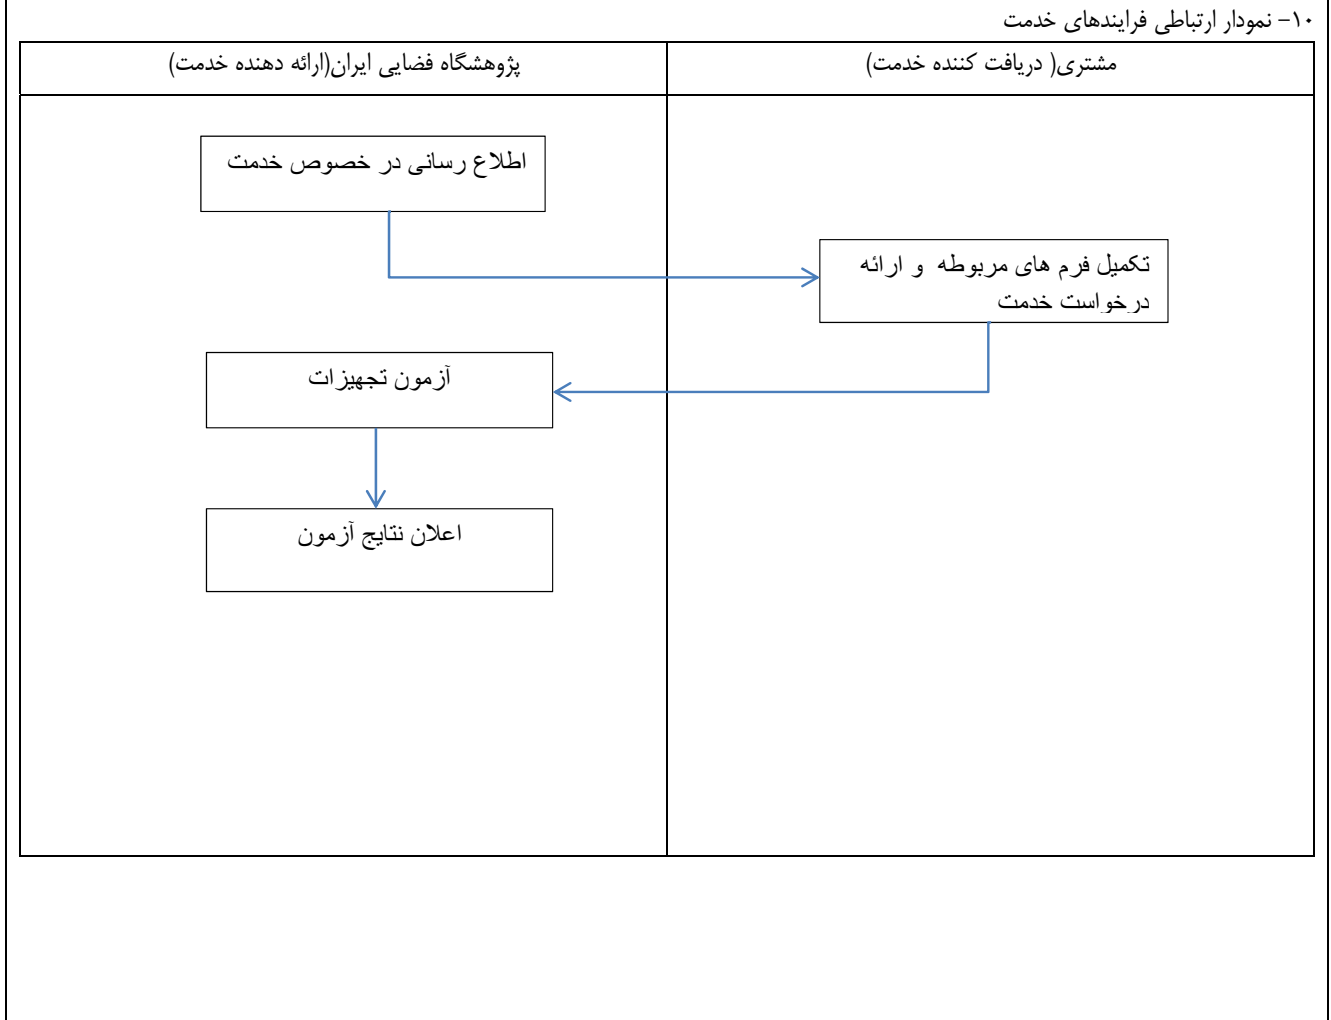 ۱۰- نمودار ارتباطی فرایندهای خدمت
مشتری( دریافت کننده خدمت)
پژوهشگاه فضایی ایران(ارائه دهنده خدمت)
اطلاع رسانی در خصوص خدمت
تکمیل فرم های مربوطه و ارائه
درخواست خدمت
آزمون تجهیزات
اعلان نتایج آزمون